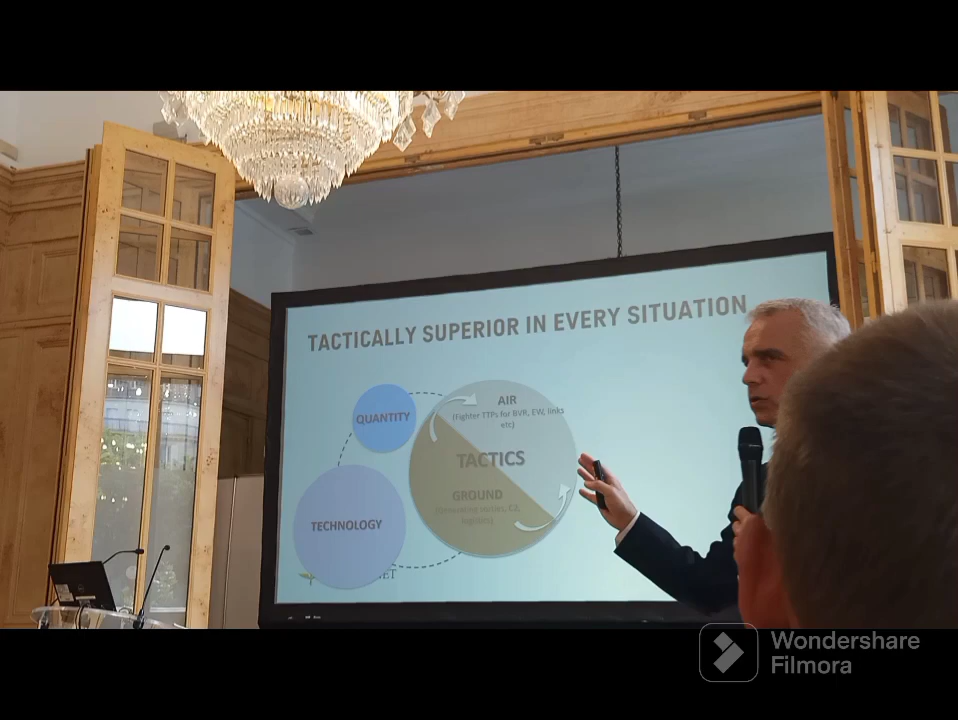 TACTICALLY SUPERIOR IN EVERY SITUATION
QUANTITY
AIR
(Fighter TTPs for BVR, EW, links
etc)
TACTICS
TECHNOLOGY
GROUND
Wondershare
Filmora